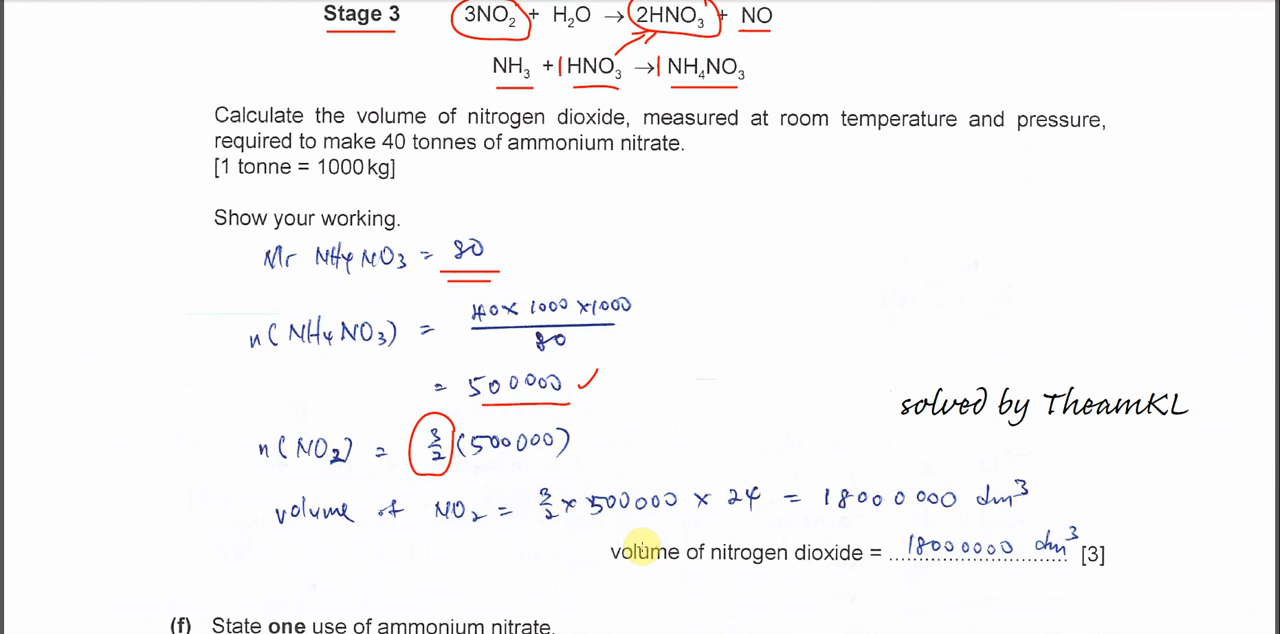 Stage 3 3NO₂ + H₂O → 2HNO₃ + NO
NH₃ + 1 HNO₃ → 1 NH₄NO₃
Calculate the volume of nitrogen dioxide, measured at room temperature and pressure,
required to make 40 tonnes of ammonium nitrate.
[1 tonne = 1000 kg]
Show your working.
Mr NH₄NO₃ = 80
n(NH₄NO₃) = 40 × 1000 × 1000
80
= 500000 ✓
solved by TheamKL
n(NO₂) = 3/2 (500000)
volume of NO₂ = 3/2 × 500000 × 24 = 18000000 dm³
volume of nitrogen dioxide = 18000000 dm³ [3]
(f) State one use of ammonium nitrate.